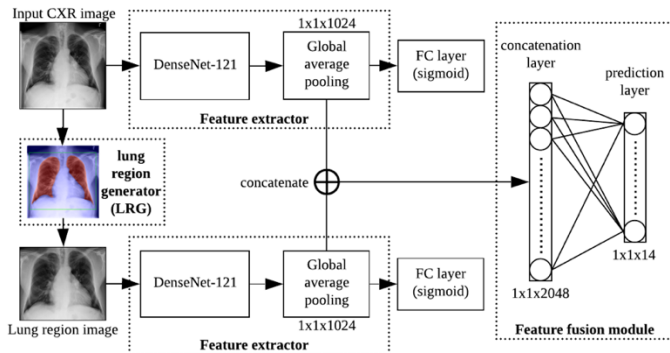 Input CXR image
1x1x1024
DenseNet-121
Global
average
pooling
FC layer
(sigmoid)
Feature extractor
lung
region
generator
(LRG)
concatenate
DenseNet-121
Global
average
pooling
FC layer
(sigmoid)
1x1x1024
Lung region image
Feature extractor
concatenation
layer
prediction
layer
1x1x14
1x1x2048
Feature fusion module